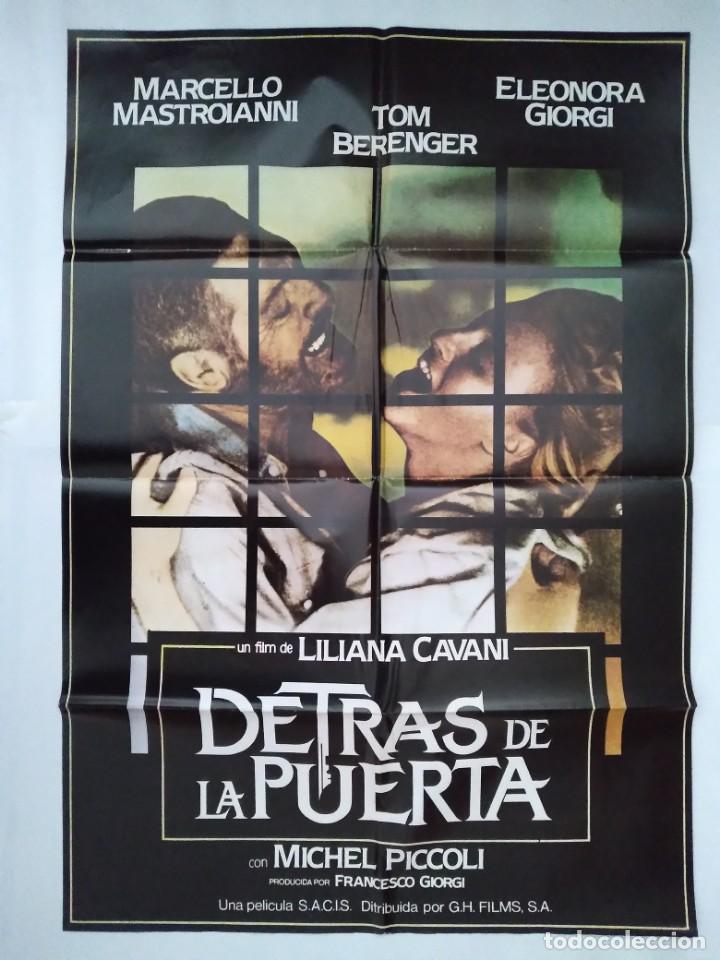 MARCELLO
MASTROIANNI
TOM
BERENGER
ELEONORA
GIORGI
un film de LILIANA CAVANI
DETRAS DE
LA PUERTA
con MICHEL PICCOLI
PRODUCIDA POR FRANCESCO GIORGI
Una pelicula S.A.C.I.S. Ditribuida por G.H. FILMS, S.A.
todocoleccion